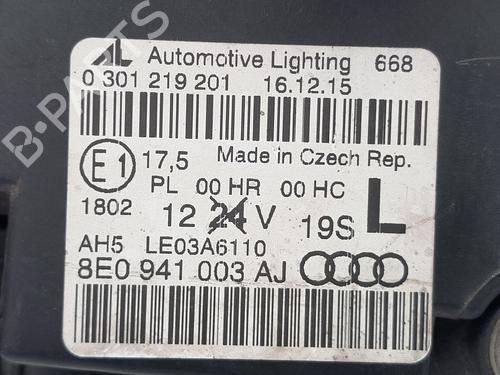 AL Automotive Lighting 668
0 301 219 201 16.12.15
E1 17,5 Made in Czech Rep.
PL 00 HR 00 HC
1802 12 24 V 19S L
AH5 LE03A6110
8E0 941 003 AJ
B-PARTS